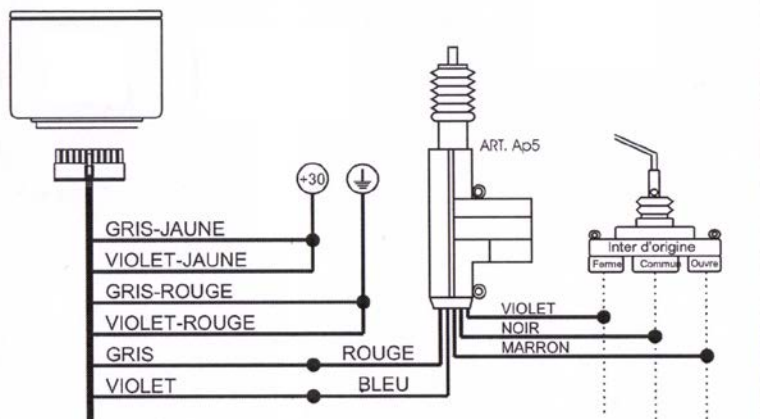 ART. Ap5
+30
GRIS-JAUNE
VIOLET-JAUNE
GRIS-ROUGE
VIOLET-ROUGE
GRIS
ROUGE
VIOLET
BLEU
Inter d'origine
Ferme
Commun
Ouvre
VIOLET
NOIR
MARRON